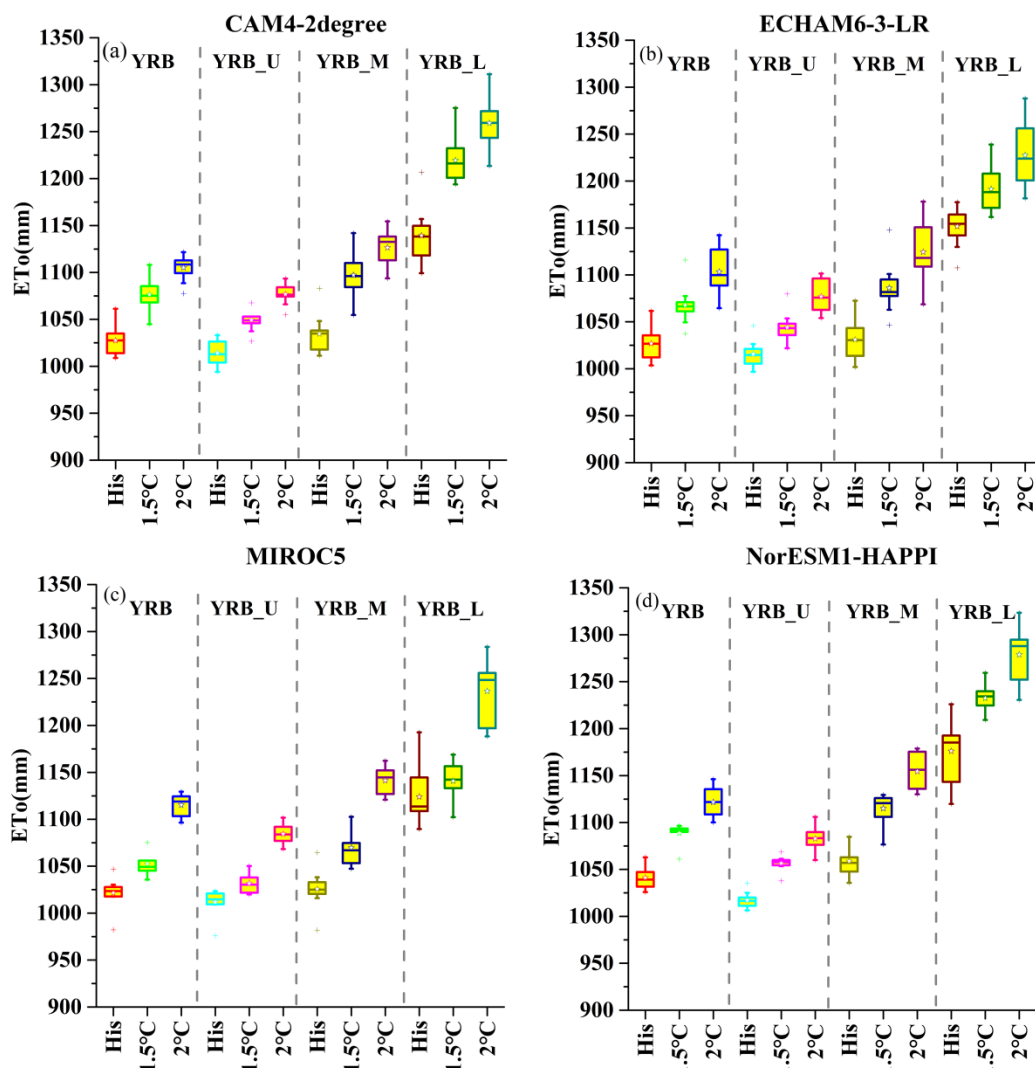 CAM4-2degree
(a)
YRB YRB_U YRB_M YRB_L
ETo(mm)
1350
1300
1250
1200
1150
1100
1050
1000
950
900
His 1.5°C 2°C His 1.5°C 2°C His 1.5°C 2°C His 1.5°C 2°C
ECHAM6-3-LR
(b)
YRB YRB_U YRB_M YRB_L
ETo(mm)
1350
1300
1250
1200
1150
1100
1050
1000
950
900
His 1.5°C 2°C His 1.5°C 2°C His 1.5°C 2°C His 1.5°C 2°C
MIROC5
(c)
YRB YRB_U YRB_M YRB_L
ETo(mm)
1350
1300
1250
1200
1150
1100
1050
1000
950
900
His 1.5°C 2°C His 1.5°C 2°C His 1.5°C 2°C His 1.5°C 2°C
NorESM1-HAPPI
(d)
YRB YRB_U YRB_M YRB_L
ETo(mm)
1350
1300
1250
1200
1150
1100
1050
1000
950
900
His .5°C 2°C His .5°C 2°C His .5°C 2°C His .5°C 2°C